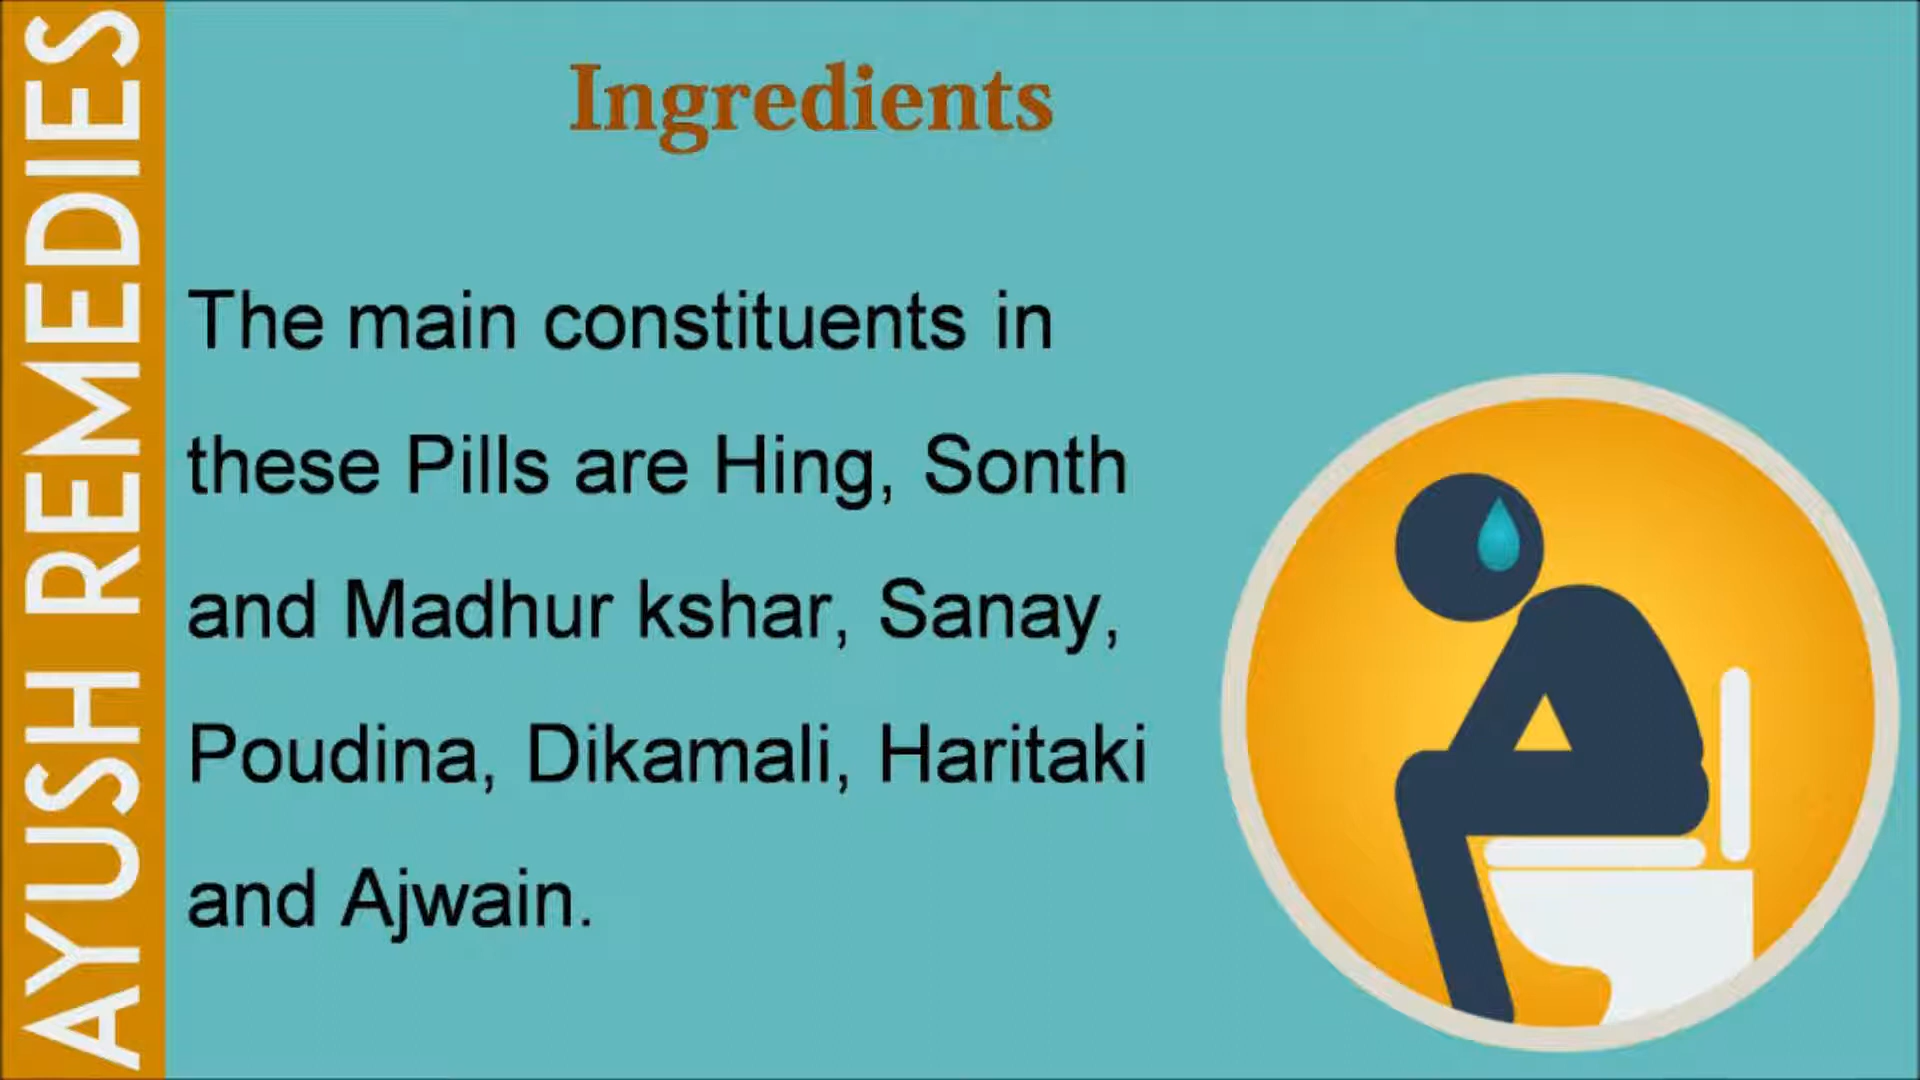 AYUSH REMEDIES
Ingredients
The main constituents in
these Pills are Hing, Sonth
and Madhur kshar, Sanay,
Poudina, Dikamali, Haritaki
and Ajwain.